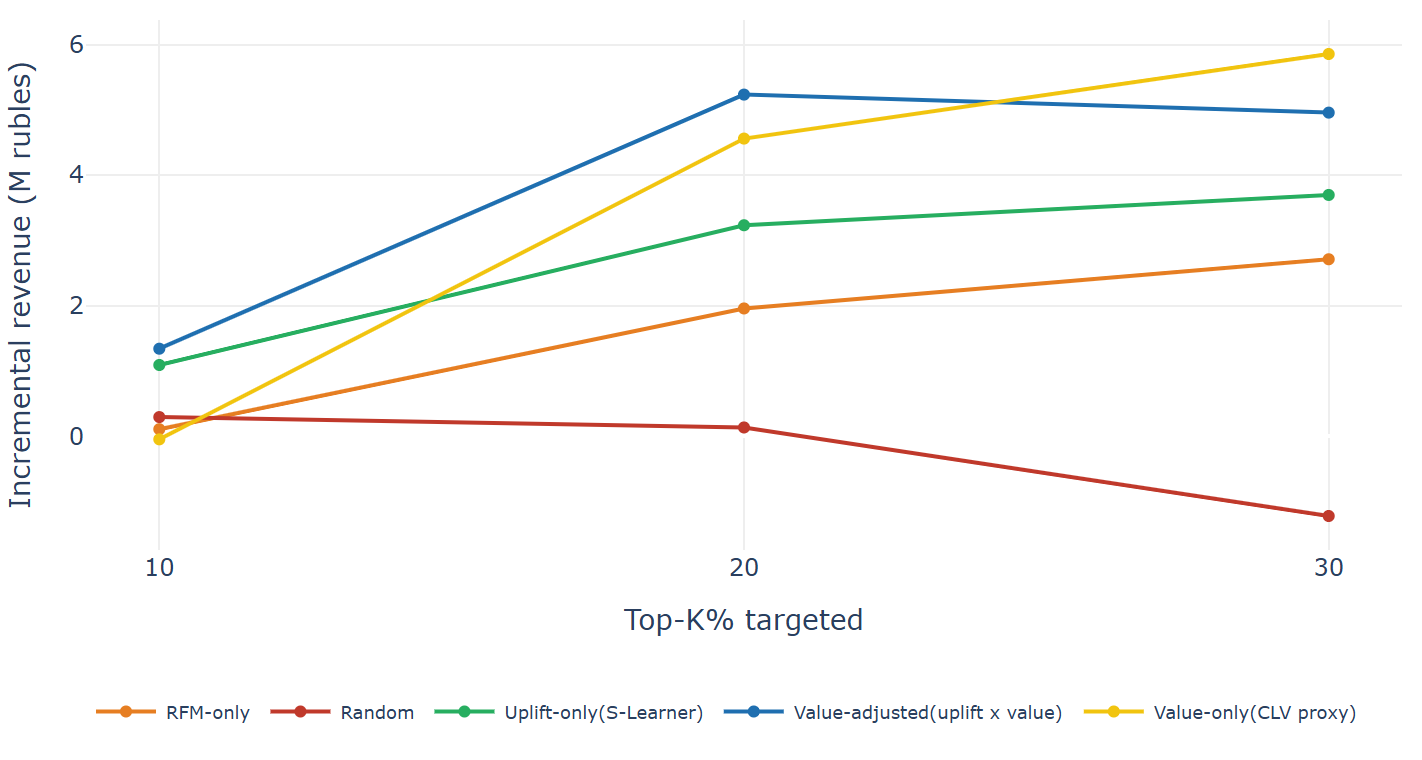 Incremental revenue (M rubles)
6
4
2
0
10 20 30
Top-K% targeted
RFM-only Random Uplift-only(S-Learner) Value-adjusted(uplift x value) Value-only(CLV proxy)